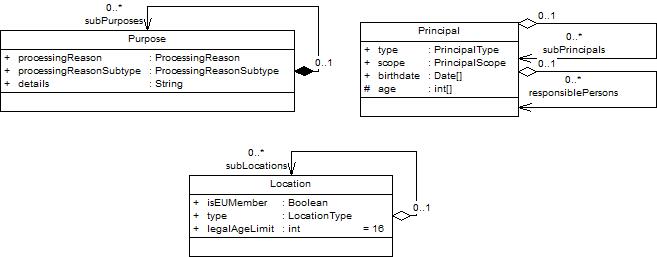 0..*
subPurposes
Purpose
+ processingReason : ProcessingReason
+ processingReasonSubtype : ProcessingReasonSubtype
+ details : String
0..1
Principal
+ type : PrincipalType
+ scope : PrincipalScope
+ birthdate : Date[]
# age : int[]
0..1
0..*
subPrincipals
0..1
0..*
responsiblePersons
0..*
subLocations
Location
+ isEUMember : Boolean
+ type : LocationType
+ legalAgeLimit : int = 16
0..1